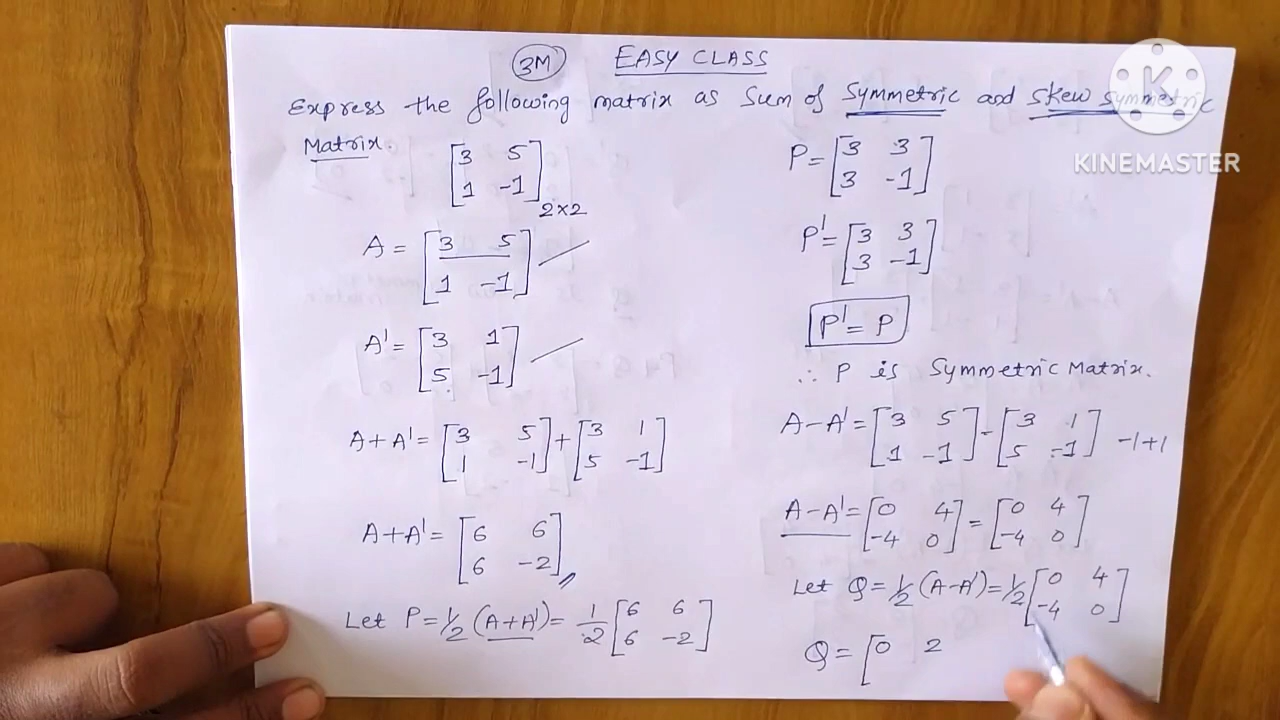 3M EASY CLASS
Express the following matrix as Sum of Symmetric and Skew Symmetric
Matrix.
[3 5
1 -1] 2×2
A = [3 5
1 -1]
A' = [3 1
5 -1]
A+A' = [3 5
1 -1] + [3 1
5 -1]
A+A' = [6 6
6 -2]
Let P = 1/2 (A+A') = 1/2 [6 6
6 -2]
P = [3 3
3 -1]
P' = [3 3
3 -1]
P' = P
∴ P is Symmetric Matrix.
A-A' = [3 5
1 -1] - [3 1
5 -1] -1+1
A-A' = [0 4
-4 0] = [0 4
-4 0]
Let Q = 1/2 (A-A') = 1/2 [0 4
-4 0]
Q = [0 2
K
KINEMASTER